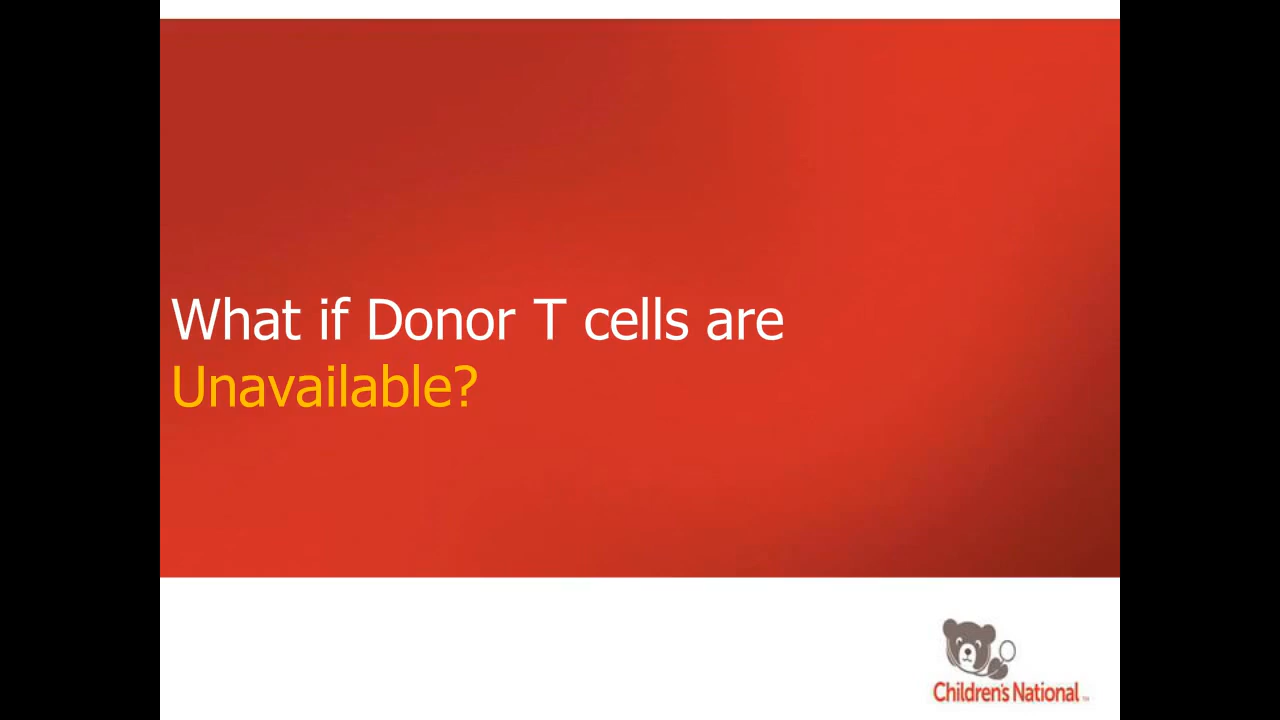 What if Donor T cells are
Unavailable?
Children's National